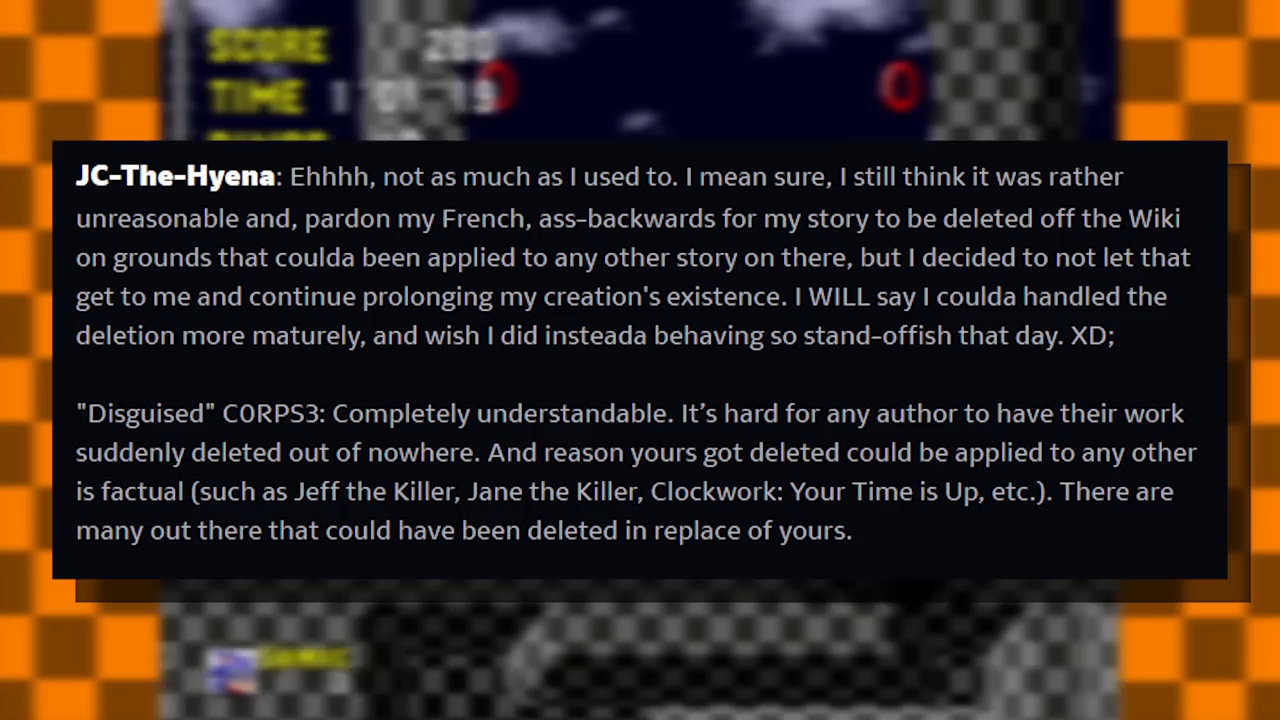 SCORE 280
TIME 1'01"19
JC-The-Hyena: Ehhhh, not as much as I used to. I mean sure, I still think it was rather
unreasonable and, pardon my French, ass-backwards for my story to be deleted off the Wiki
on grounds that coulda been applied to any other story on there, but I decided to not let that
get to me and continue prolonging my creation's existence. I WILL say I coulda handled the
deletion more maturely, and wish I did insteada behaving so stand-offish that day. XD;
"Disguised" C0RPS3: Completely understandable. It’s hard for any author to have their work
suddenly deleted out of nowhere. And reason yours got deleted could be applied to any other
is factual (such as Jeff the Killer, Jane the Killer, Clockwork: Your Time is Up, etc.). There are
many out there that could have been deleted in replace of yours.